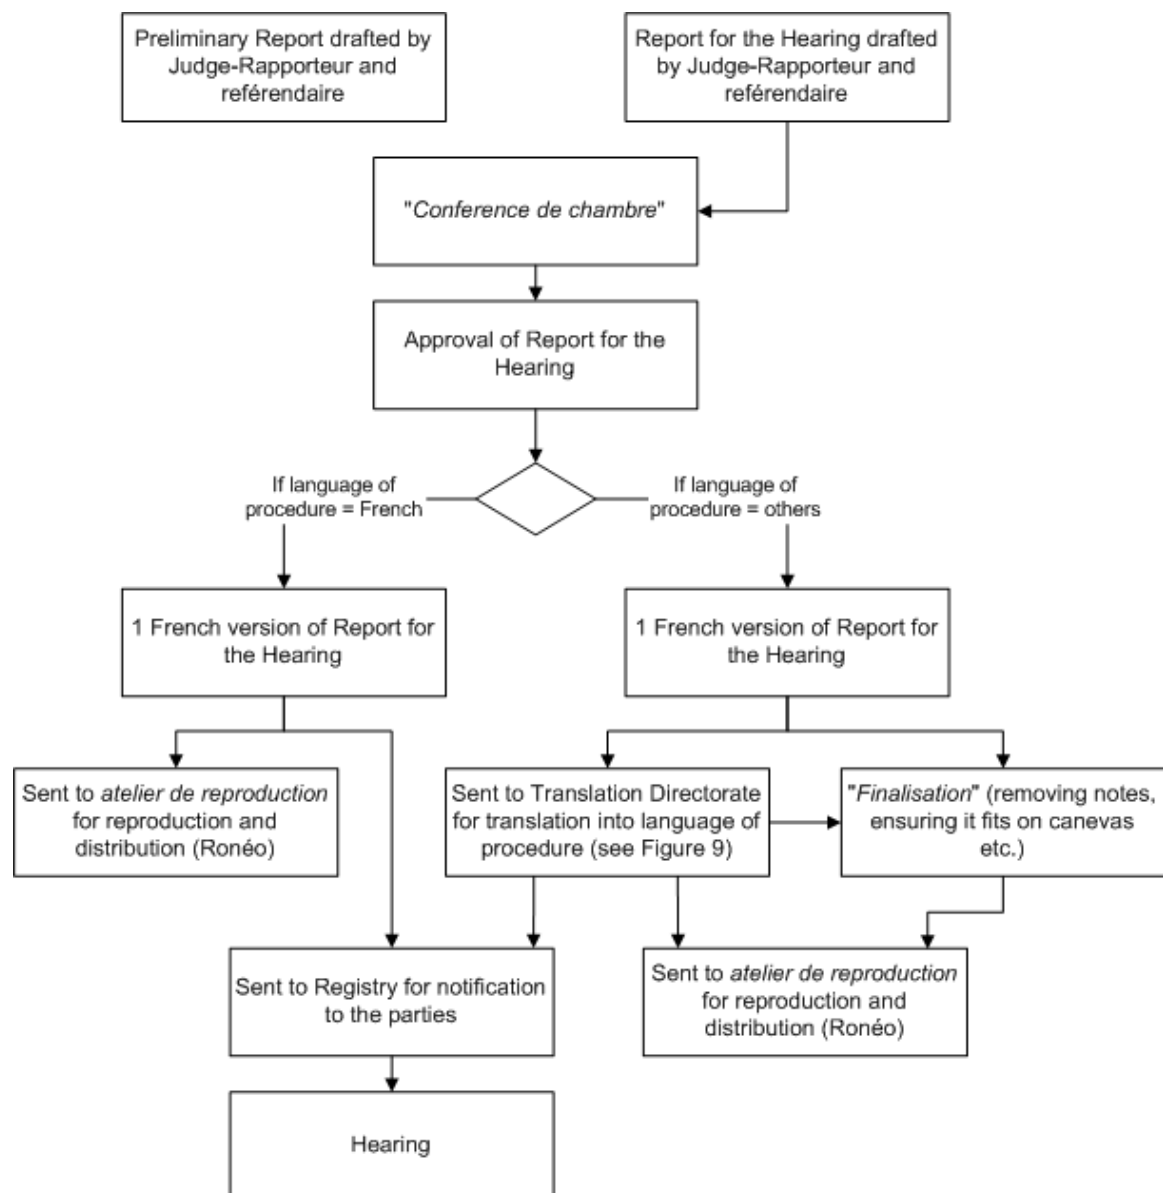 Preliminary Report drafted by
Judge-Rapporteur and
reférendaire
Report for the Hearing drafted
by Judge-Rapporteur and
reférendaire
"Conference de chambre"
Approval of Report for the
Hearing
If language of
procedure = French
If language of
procedure = others
1 French version of Report for
the Hearing
1 French version of Report for
the Hearing
Sent to atelier de reproduction
for reproduction and
distribution (Ronéo)
Sent to Translation Directorate
for translation into language of
procedure (see Figure 9)
"Finalisation" (removing notes,
ensuring it fits on canevas
etc.)
Sent to Registry for notification
to the parties
Sent to atelier de reproduction
for reproduction and
distribution (Ronéo)
Hearing